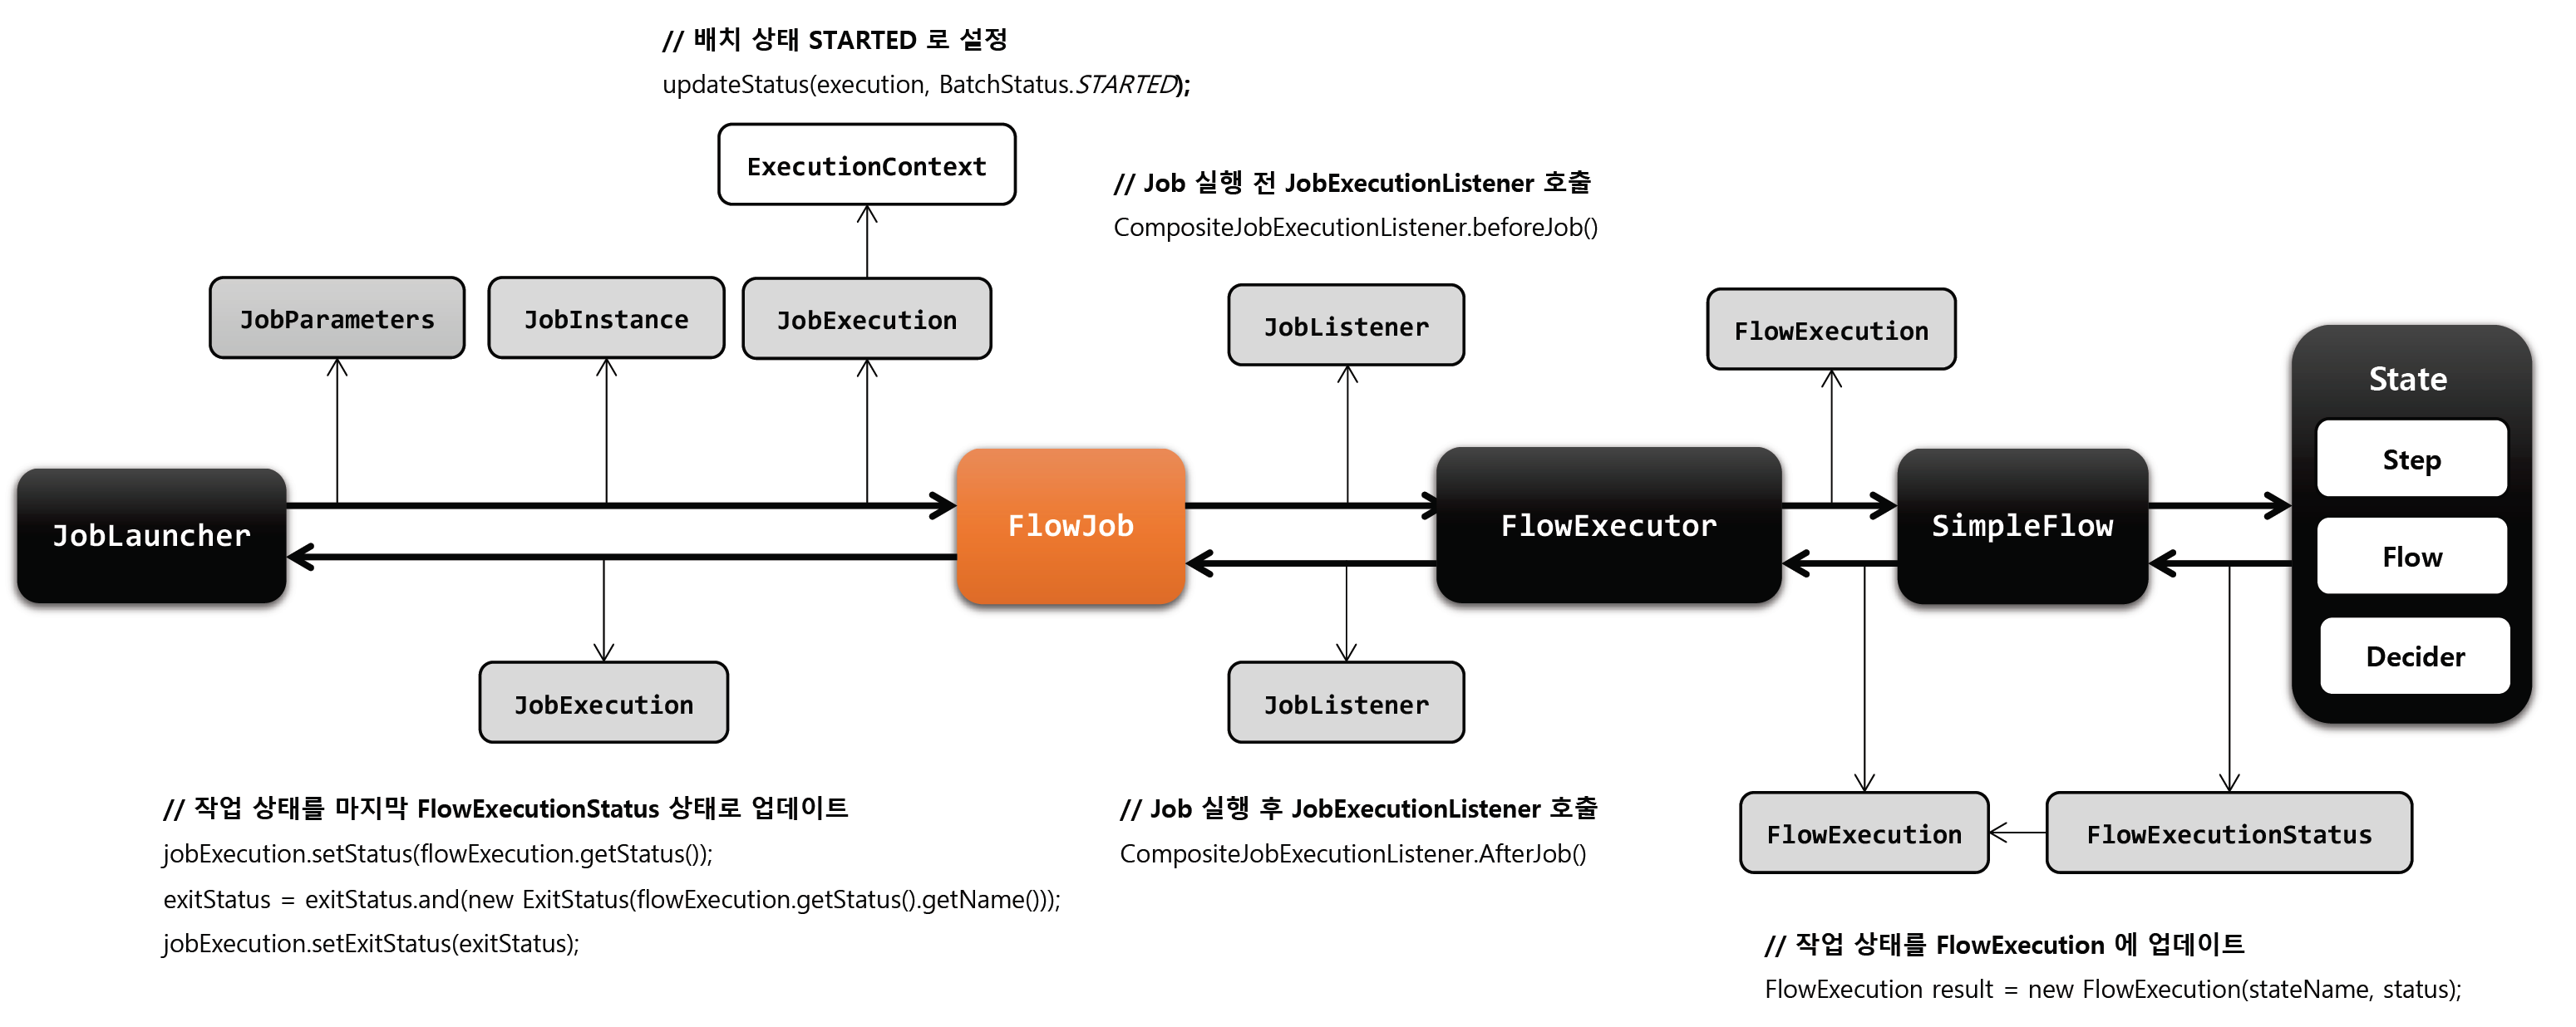 // 배치 상태 STARTED 로 설정
updateStatus(execution, BatchStatus.STARTED);
ExecutionContext
// Job 실행 전 JobExecutionListener 호출
CompositeJobExecutionListener.beforeJob()
JobParameters
JobInstance
JobExecution
JobListener
FlowExecution
State
Step
Flow
Decider
JobLauncher
FlowJob
FlowExecutor
SimpleFlow
JobExecution
JobListener
FlowExecution
FlowExecutionStatus
// 작업 상태를 마지막 FlowExecutionStatus 상태로 업데이트
jobExecution.setStatus(flowExecution.getStatus());
exitStatus = exitStatus.and(new ExitStatus(flowExecution.getStatus().getName()));
jobExecution.setExitStatus(exitStatus);
// Job 실행 후 JobExecutionListener 호출
CompositeJobExecutionListener.AfterJob()
// 작업 상태를 FlowExecution 에 업데이트
FlowExecution result = new FlowExecution(stateName, status);